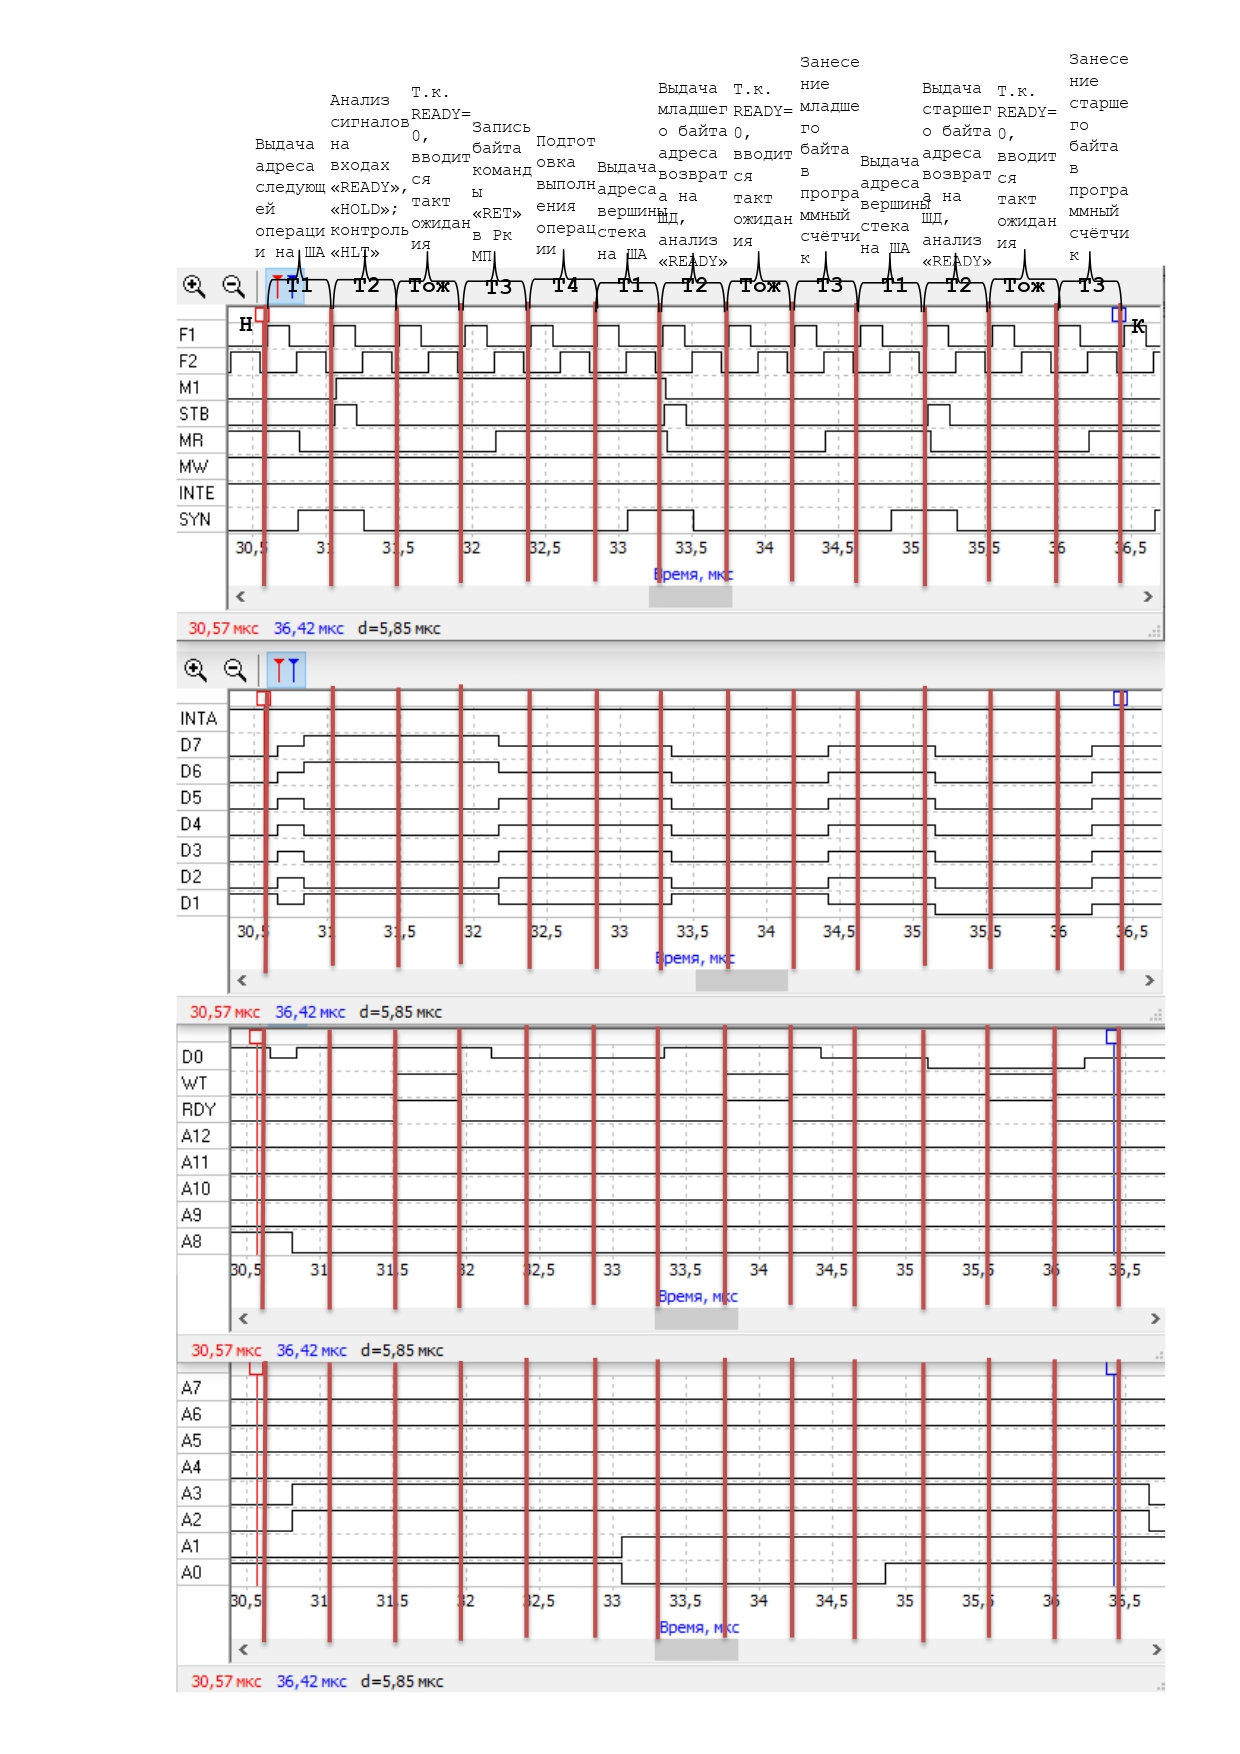 Выдача
адреса
следующ
ей
операци
и на ША
Анализ
сигналов
на
входах
«READY»,
«HOLD»;
контроль
«HLT»
Т.к.
READY=
0,
вводит
ся
такт
ожидан
ия
Запись
байта
команд
ы
«RET»
в Рк
МП
Подгот
овка
выполн
ения
операц
ии
Выдача
адреса
вершины
стека
на ША
Выдача
младшег
о байта
адреса
возврат
а на
ШД,
анализ
«READY»
Т.к.
READY=
0,
вводит
ся
такт
ожидан
ия
Занесе
ние
младше
го
байта
в
програ
ммный
счётчи
к
Выдача
адреса
вершины
стека
на ША
Выдача
старшег
о байта
адреса
возврат
а на
ШД,
анализ
«READY»
Т.к.
READY=
0,
вводит
ся
такт
ожидан
ия
Занесе
ние
старше
го
байта
в
програ
ммный
счётчи
к
Т1 Т2 Тож Т3 Т4 Т1 Т2 Тож Т3 Т1 Т2 Тож Т3
Н К
F1
F2
M1
STB
MR
MW
INTE
SYN
30,5 31 31,5 32 32,5 33 33,5 34 34,5 35 35,5 36 36,5
Время, мкс
30,57 мкс 36,42 мкс d=5,85 мкс
INTA
D7
D6
D5
D4
D3
D2
D1
30,5 31 31,5 32 32,5 33 33,5 34 34,5 35 35,5 36 36,5
Время, мкс
30,57 мкс 36,42 мкс d=5,85 мкс
D0
WT
RDY
A12
A11
A10
A9
A8
30,5 31 31,5 32 32,5 33 33,5 34 34,5 35 35,5 36 36,5
Время, мкс
30,57 мкс 36,42 мкс d=5,85 мкс
A7
A6
A5
A4
A3
A2
A1
A0
30,5 31 31,5 32 32,5 33 33,5 34 34,5 35 35,5 36 36,5
Время, мкс
30,57 мкс 36,42 мкс d=5,85 мкс